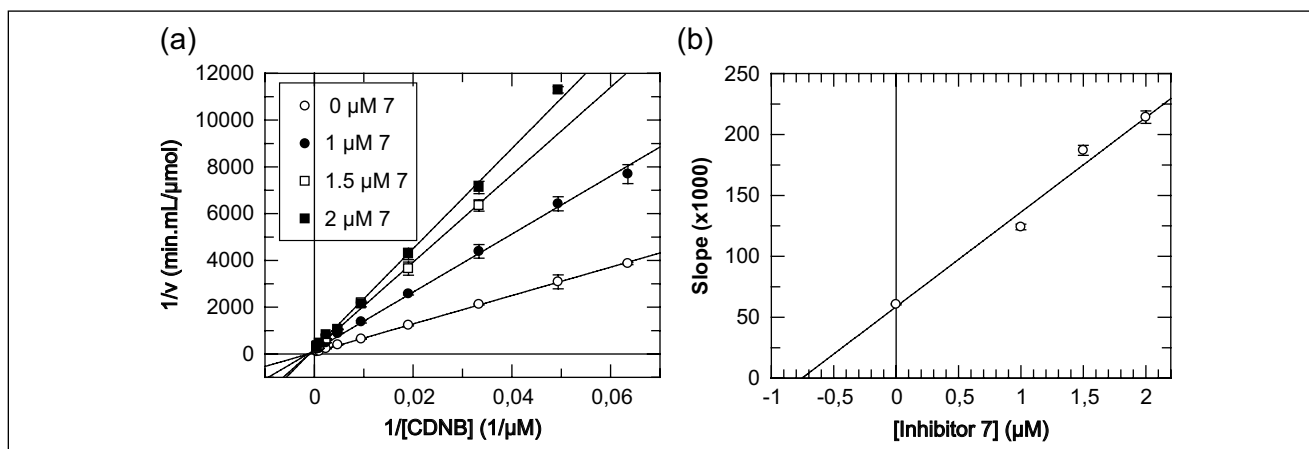 (a)
12000
10000
8000
6000
4000
2000
0
1/v (min.mL/µmol)
0 µM 7
1 µM 7
1.5 µM 7
2 µM 7
0
0,02
0,04
0,06
1/[CDNB] (1/µM)
(b)
250
200
150
100
50
0
Slope (x1000)
-1
-0,5
0
0,5
1
1,5
2
[Inhibitor 7] (µM)